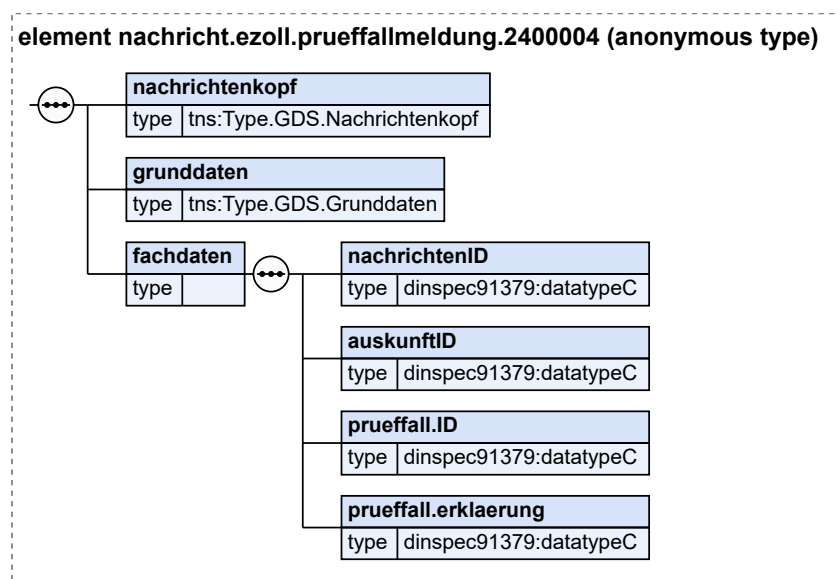 element nachricht.ezoll.prueffallmeldung.2400004 (anonymous type)
nachrichtenkopf
type tns:Type.GDS.Nachrichtenkopf
grunddaten
type tns:Type.GDS.Grunddaten
fachdaten
type
nachrichtenID
type dinspec91379:datatypeC
auskunftID
type dinspec91379:datatypeC
prueffall.ID
type dinspec91379:datatypeC
prueffall.erklaerung
type dinspec91379:datatypeC